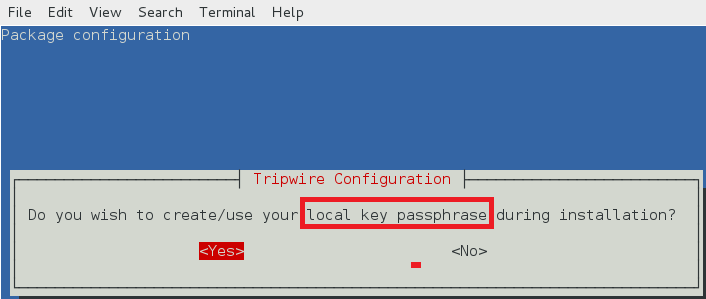 File Edit View Search Terminal Help
Package configuration
Tripwire Configuration
Do you wish to create/use your local key passphrase during installation?
<Yes> <No>